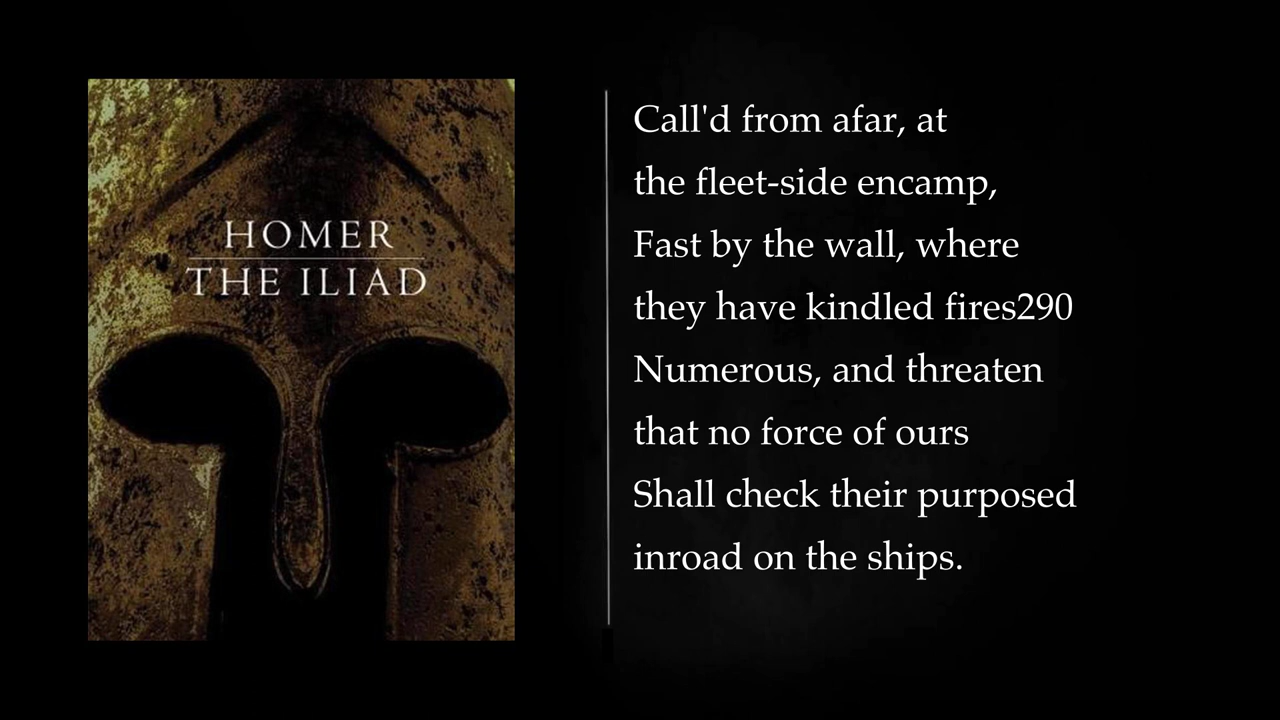 HOMER
THE ILIAD
Call'd from afar, at
the fleet-side encamp,
Fast by the wall, where
they have kindled fires290
Numerous, and threaten
that no force of ours
Shall check their purposed
inroad on the ships.